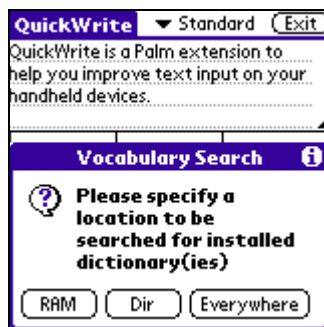 QuickWrite Standard Exit
QuickWrite is a Palm extension to
help you improve text input on your
handheld devices.
Vocabulary Search i
Please specify a
location to be
searched for installed
dictionary(ies)
RAM Dir Everywhere